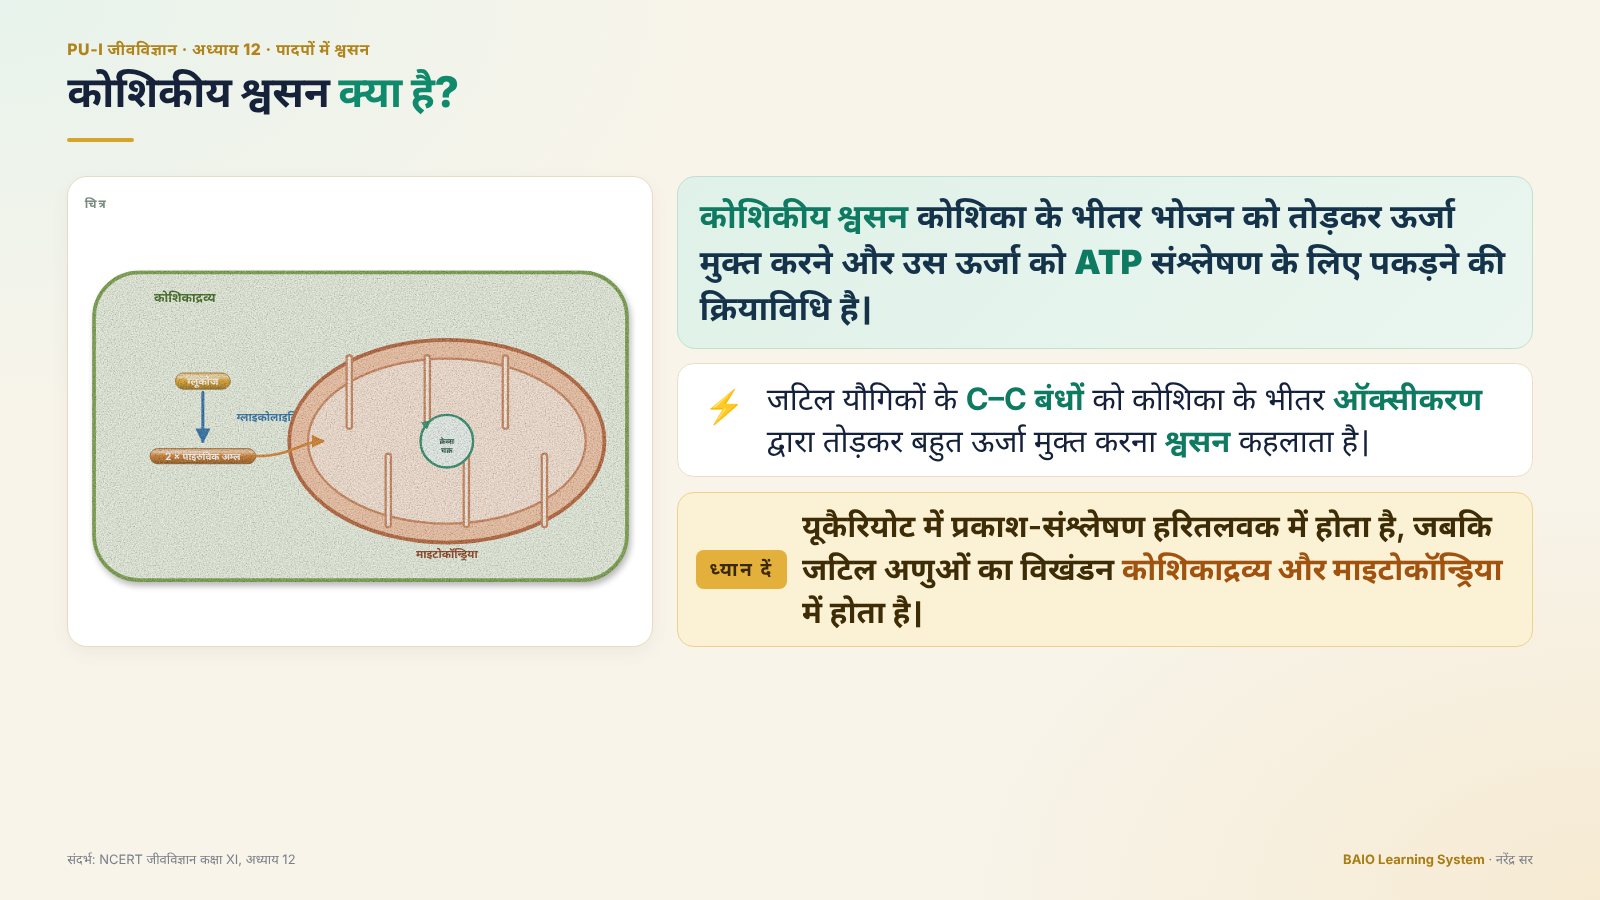 PU-I जीवविज्ञान · अध्याय 12 · पादपों में श्वसन
कोशिकीय श्वसन क्या है?
चित्र
कोशिकाद्रव्य
ग्लूकोज
ग्लाइकोलाइ
2 × पाइरुविक अम्ल
क्रेब्स
चक्र
माइटोकॉन्ड्रिया
कोशिकीय श्वसन कोशिका के भीतर भोजन को तोड़कर ऊर्जा
मुक्त करने और उस ऊर्जा को ATP संश्लेषण के लिए पकड़ने की
क्रियाविधि है|
⚡ जटिल यौगिकों के C–C बंधों को कोशिका के भीतर ऑक्सीकरण
द्वारा तोड़कर बहुत ऊर्जा मुक्त करना श्वसन कहलाता है|
ध्यान दें
यूकैरियोट में प्रकाश-संश्लेषण हरितलवक में होता है, जबकि
जटिल अणुओं का विखंडन कोशिकाद्रव्य और माइटोकॉन्ड्रिया
में होता है|
संदर्भ: NCERT जीवविज्ञान कक्षा XI, अध्याय 12
BAIO Learning System · नरेंद्र सर